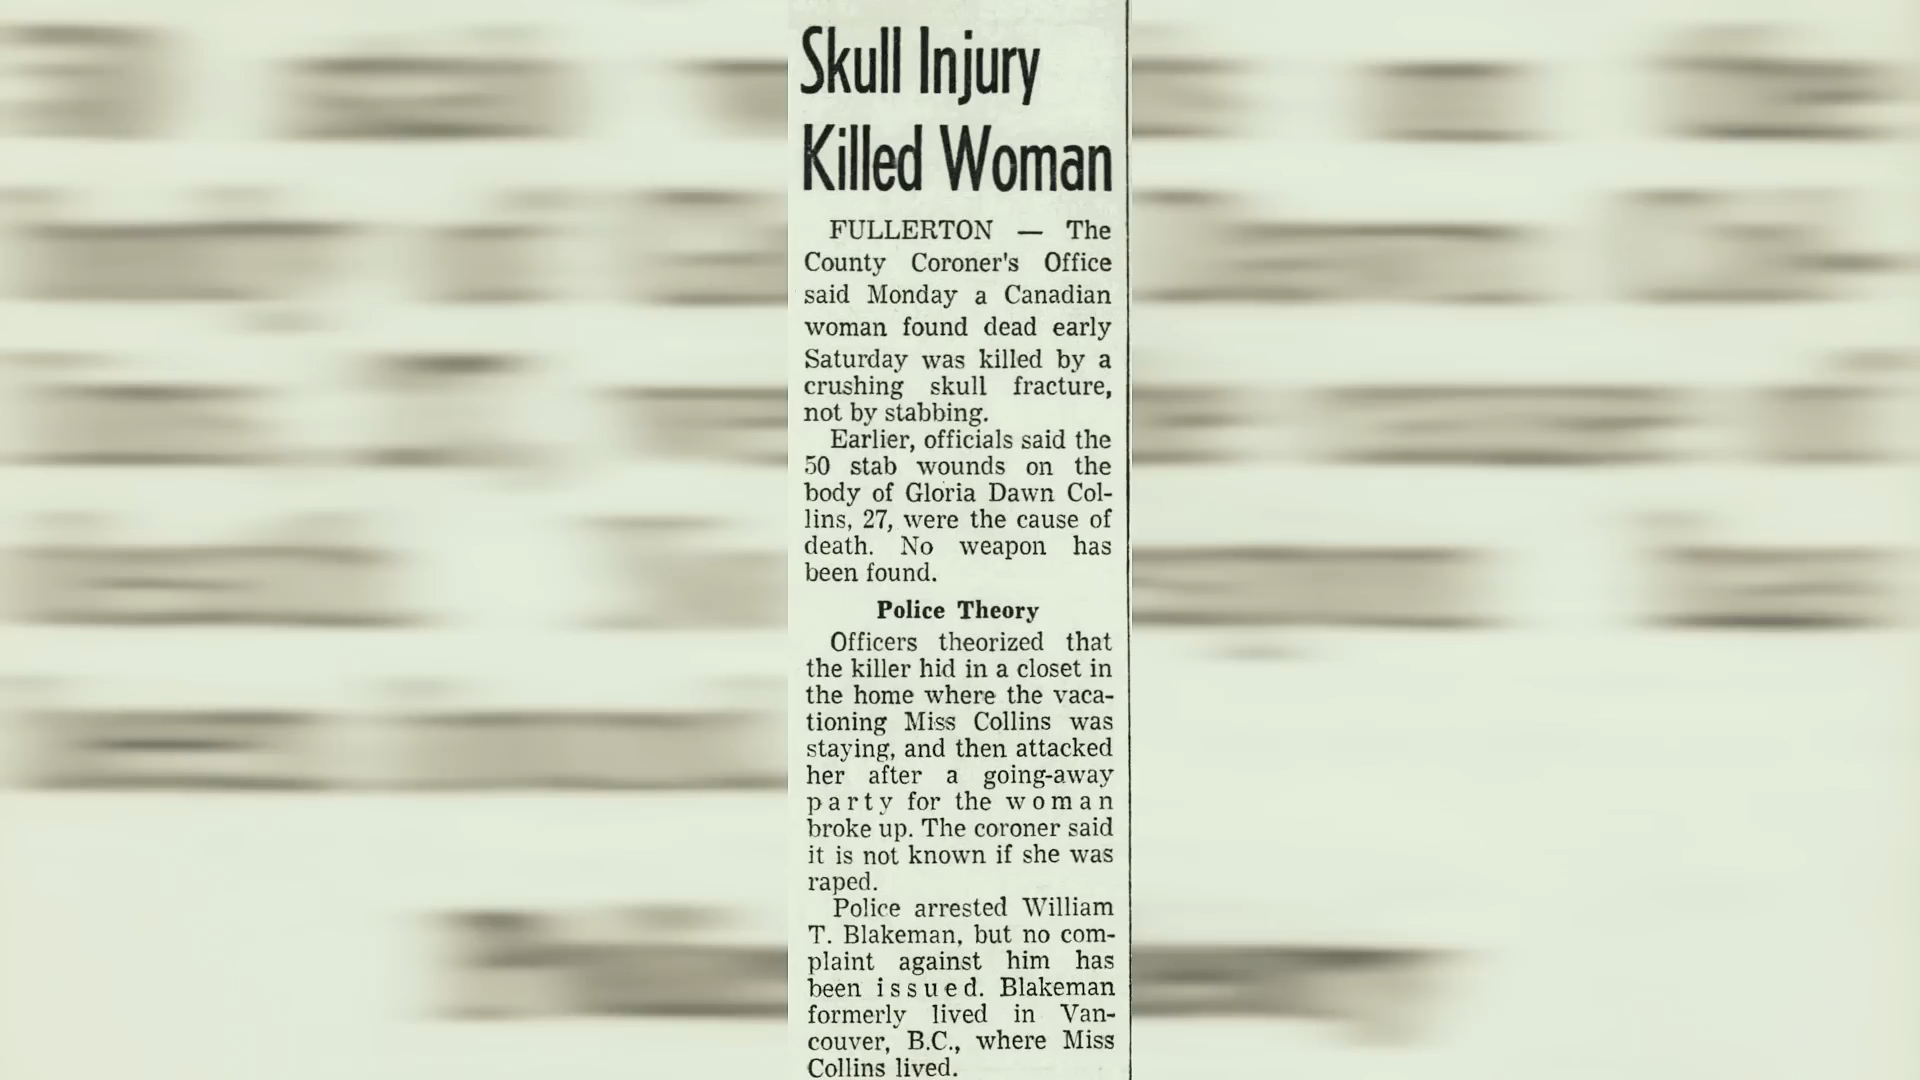 Skull Injury
Killed Woman
FULLERTON — The
County Coroner's Office
said Monday a Canadian
woman found dead early
Saturday was killed by a
crushing skull fracture,
not by stabbing.
Earlier, officials said the
50 stab wounds on the
body of Gloria Dawn Col-
lins, 27, were the cause of
death. No weapon has
been found.
Police Theory
Officers theorized that
the killer hid in a closet in
the home where the vaca-
tioning Miss Collins was
staying, and then attacked
her after a going-away
party for the woman
broke up. The coroner said
it is not known if she was
raped.
Police arrested William
T. Blakeman, but no com-
plaint against him has
been issued. Blakeman
formerly lived in Van-
couver, B.C., where Miss
Collins lived.